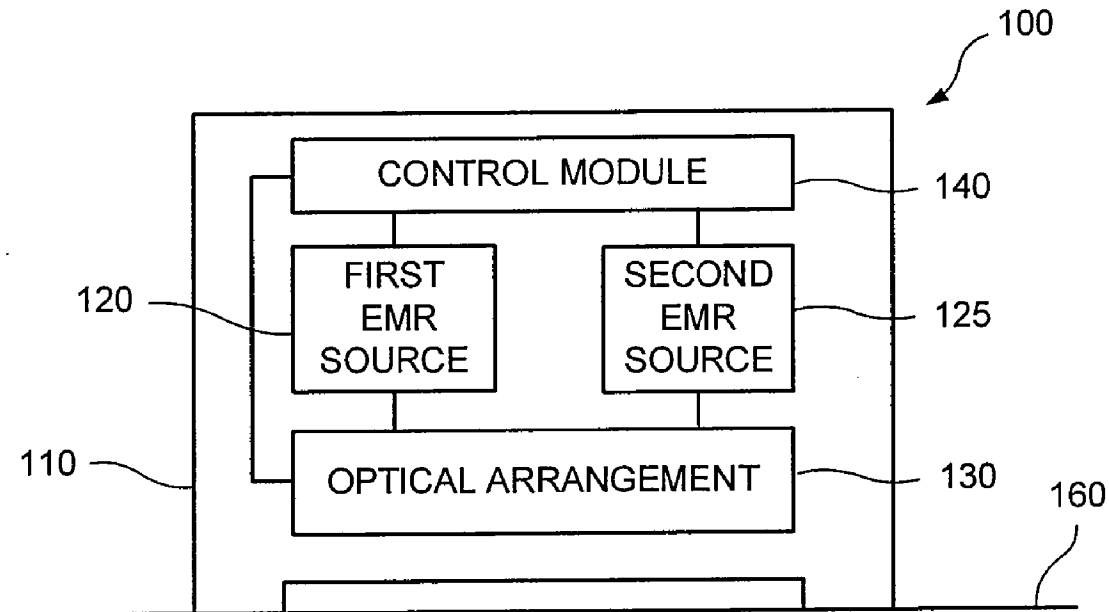 100
CONTROL MODULE
140
FIRST
EMR
SOURCE
120
SECOND
EMR
SOURCE
125
OPTICAL ARRANGEMENT
110
130
160